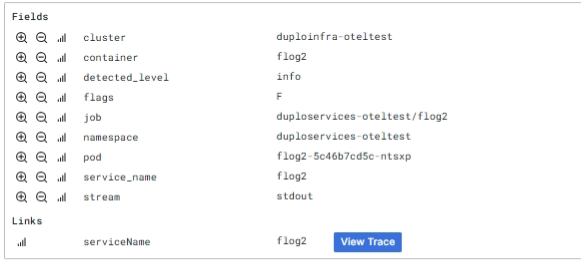 Fields
cluster duploinfra-oteltest
container flog2
detected_level info
flags F
job duploservices-oteltest/flog2
namespace duploservices-oteltest
pod flog2-5c46b7cd5c-ntsxp
service_name flog2
stream stdout
Links
serviceName flog2 View Trace